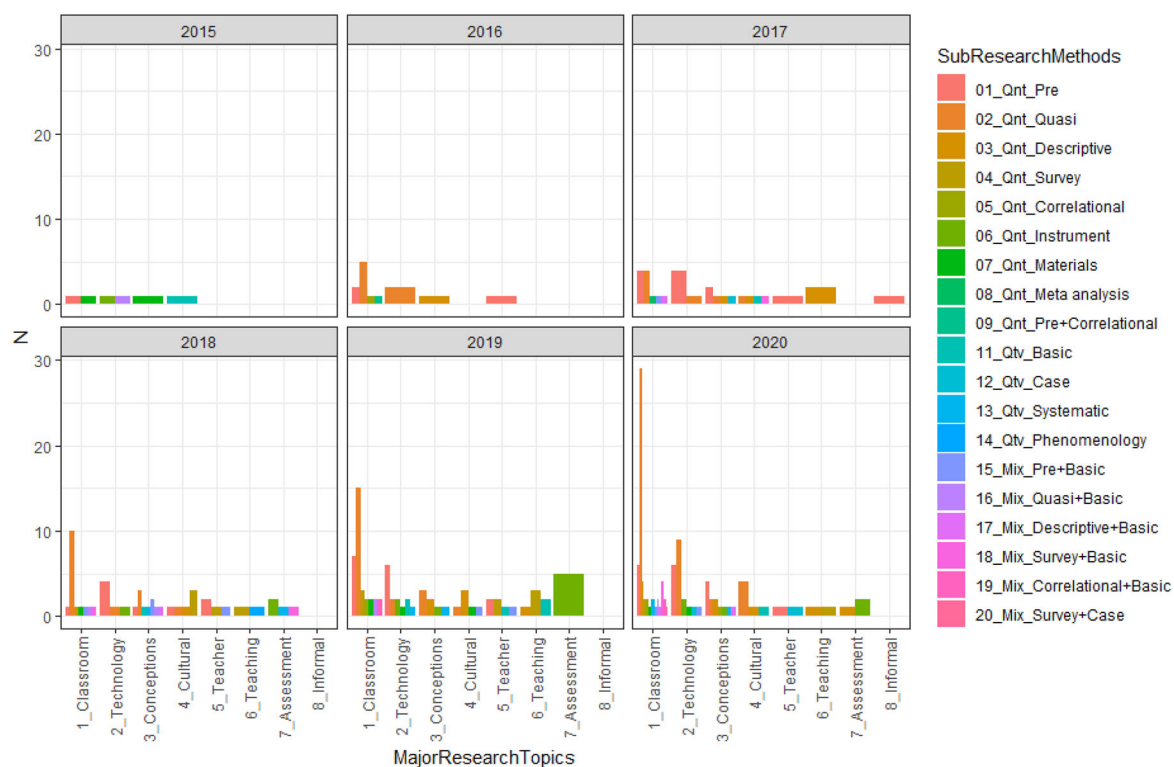 2015
2016
2017
30
20
10
0
2018
2019
2020
30
20
10
0
N
1_Classroom
2_Technology
3_Conceptions
4_Cultural
5_Teacher
6_Teaching
7_Assessment
8_Informal
1_Classroom
2_Technology
3_Conceptions
4_Cultural
5_Teacher
6_Teaching
7_Assessment
8_Informal
1_Classroom
2_Technology
3_Conceptions
4_Cultural
5_Teacher
6_Teaching
7_Assessment
8_Informal
MajorResearchTopics
SubResearchMethods
01_Qnt_Pre
02_Qnt_Quasi
03_Qnt_Descriptive
04_Qnt_Survey
05_Qnt_Correlational
06_Qnt_Instrument
07_Qnt_Materials
08_Qnt_Meta analysis
09_Qnt_Pre+Correlational
11_Qtv_Basic
12_Qtv_Case
13_Qtv_Systematic
14_Qtv_Phenomenology
15_Mix_Pre+Basic
16_Mix_Quasi+Basic
17_Mix_Descriptive+Basic
18_Mix_Survey+Basic
19_Mix_Correlational+Basic
20_Mix_Survey+Case